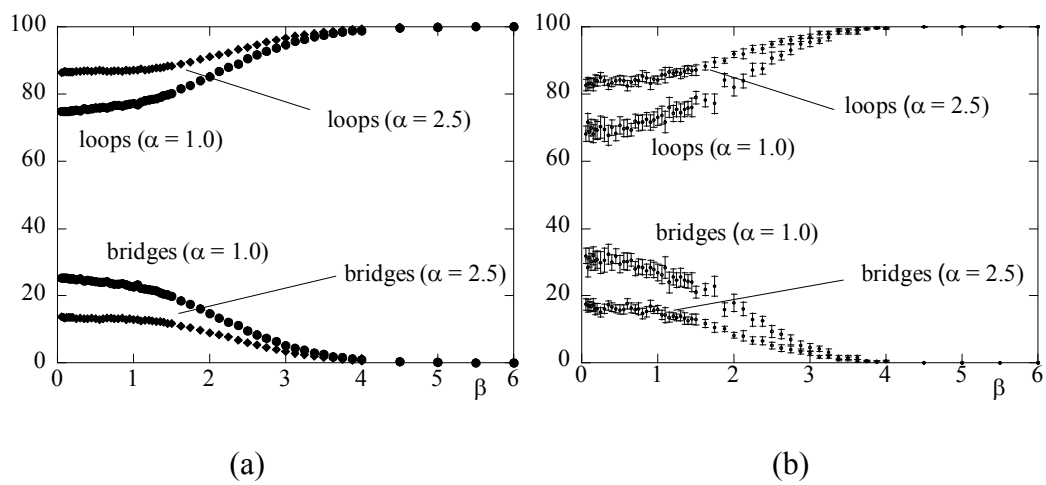 100
80
60
40
20
0
0 1 2 3 4 5 6
β
loops (α = 2.5)
loops (α = 1.0)
bridges (α = 1.0)
bridges (α = 2.5)
(a)
100
80
60
40
20
0
0 1 2 3 4 5 6
β
loops (α = 2.5)
loops (α = 1.0)
bridges (α = 1.0)
bridges (α = 2.5)
(b)